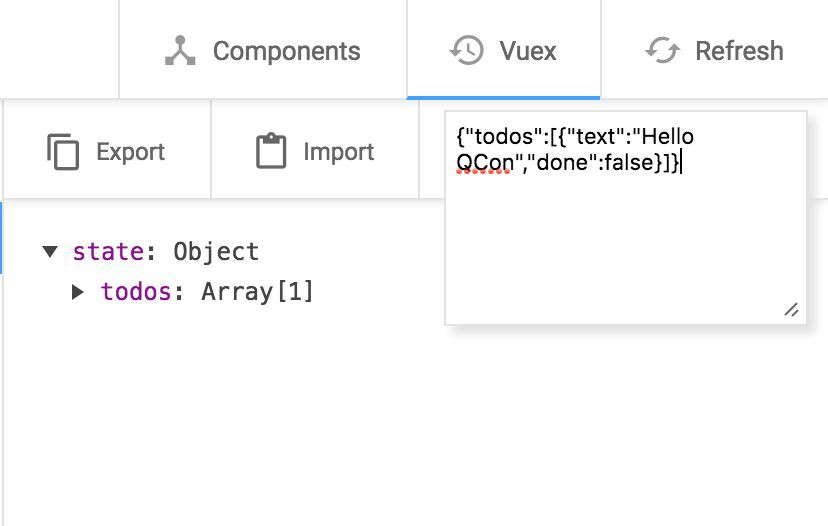 Components Vuex Refresh
Export Import
{"todos":[{"text":"Hello
QCon","done":false}]}
▼ state: Object
▶ todos: Array[1]